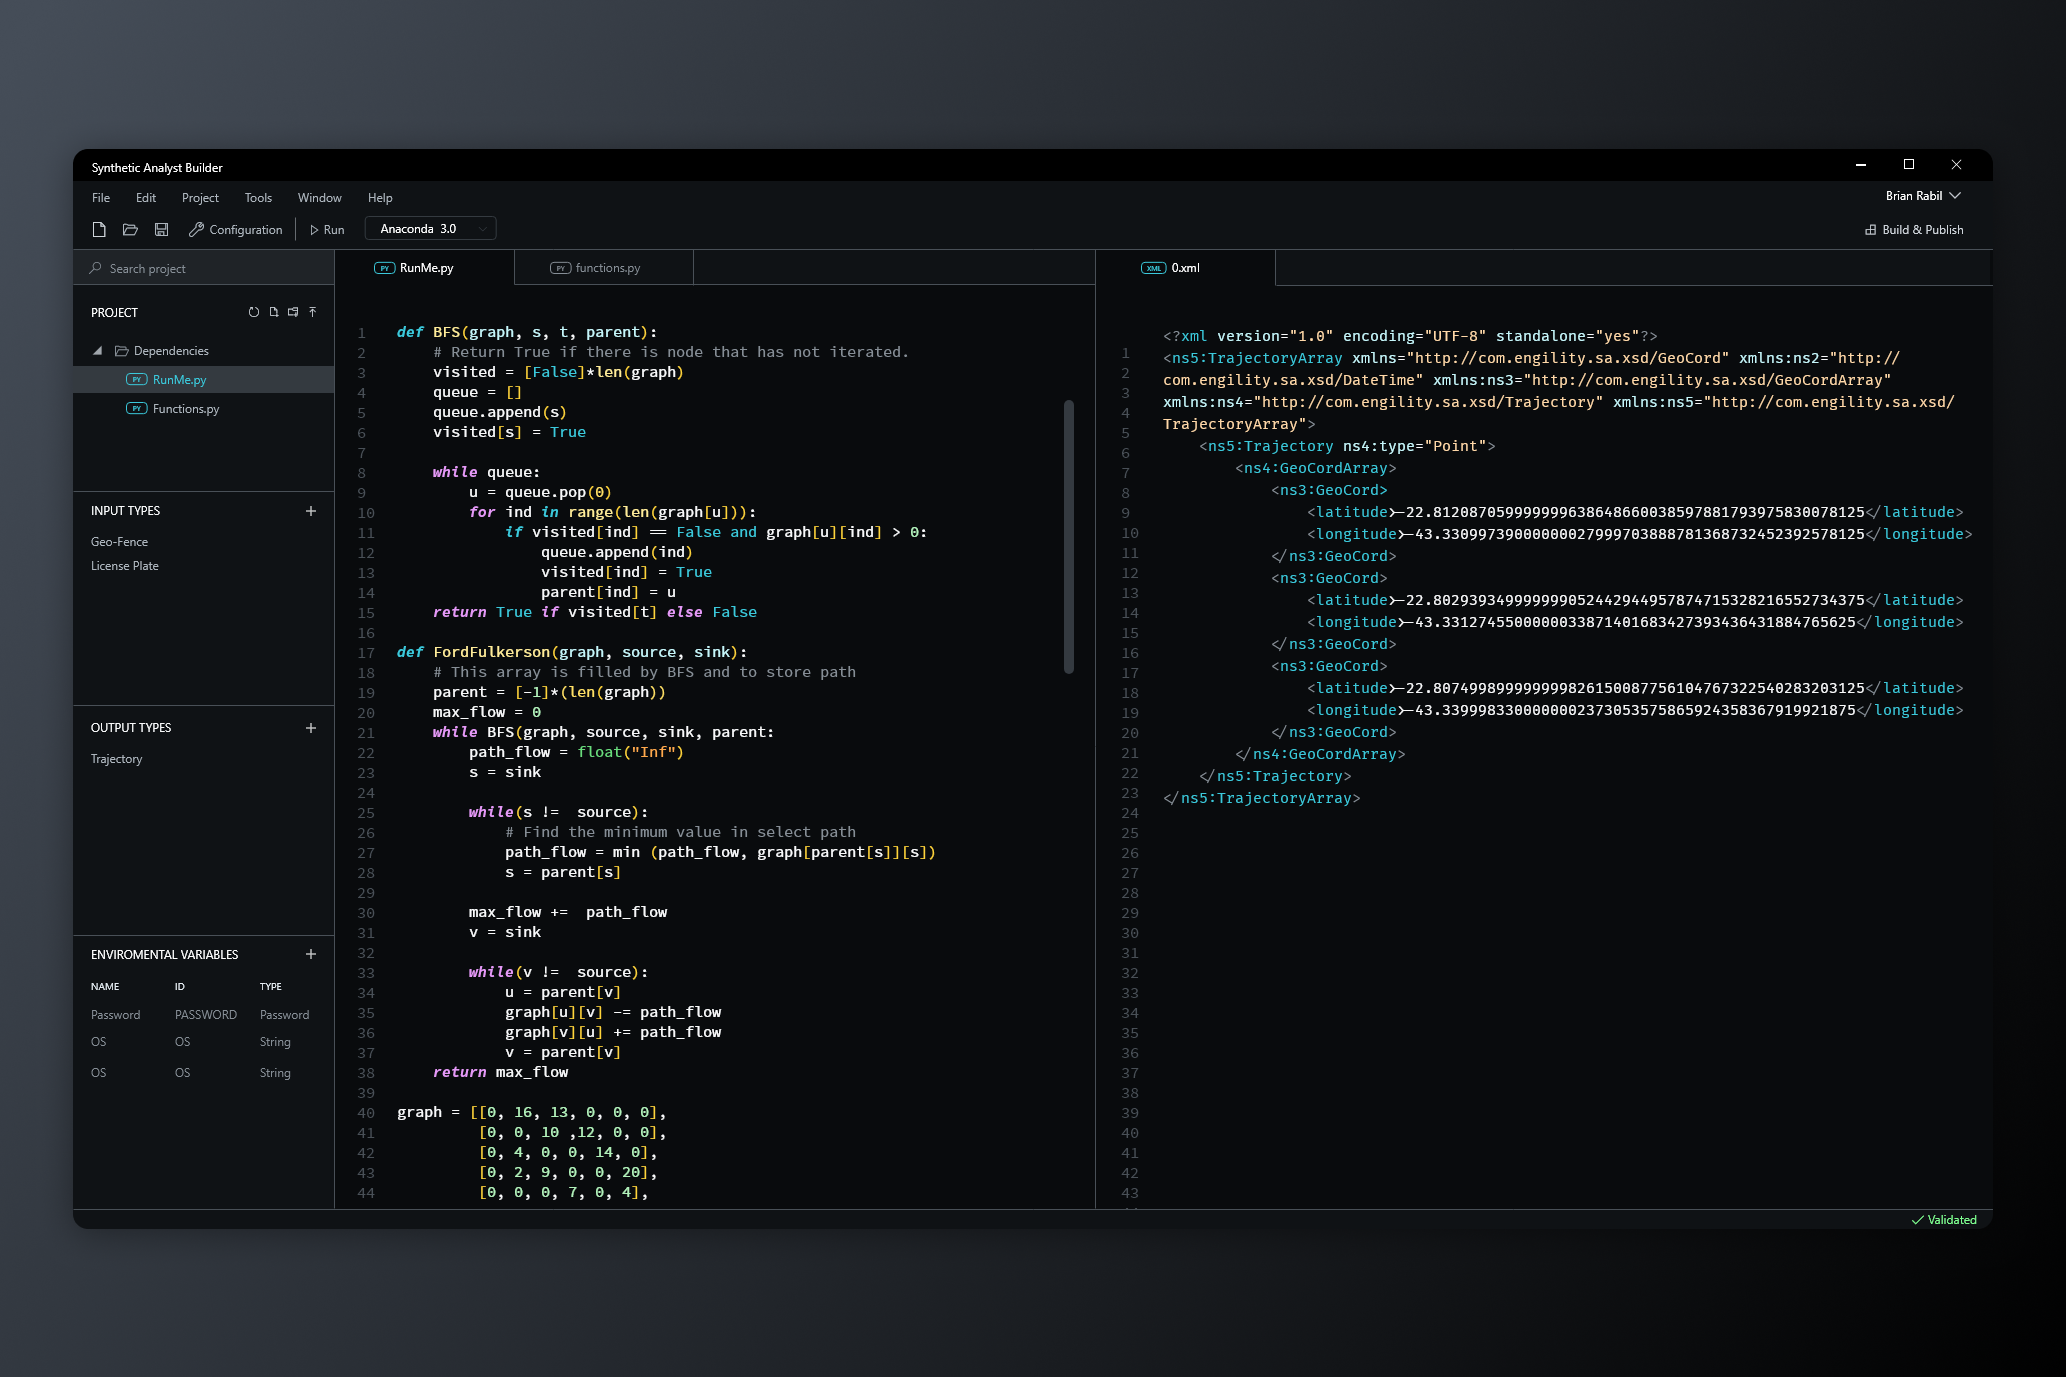 Synthetic Analyst Builder
File Edit Project Tools Window Help
Brian Rabil
Configuration Run Anaconda 3.0
Build & Publish
Search project
PROJECT
Dependencies
PY RunMe.py
PY Functions.py
INPUT TYPES +
Geo-Fence
License Plate
OUTPUT TYPES +
Trajectory
ENVIROMENTAL VARIABLES +
NAME ID TYPE
Password PASSWORD Password
OS OS String
OS OS String
PY RunMe.py
PY functions.py
1 def BFS(graph, s, t, parent):
2 # Return True if there is node that has not iterated.
3 visited = [False]*len(graph)
4 queue = []
5 queue.append(s)
6 visited[s] = True
7
8 while queue:
9 u = queue.pop(0)
10 for ind in range(len(graph[u])):
11 if visited[ind] == False and graph[u][ind] > 0:
12 queue.append(ind)
13 visited[ind] = True
14 parent[ind] = u
15 return True if visited[t] else False
16
17 def FordFulkerson(graph, source, sink):
18 # This array is filled by BFS and to store path
19 parent = [-1]*(len(graph))
20 max_flow = 0
21 while BFS(graph, source, sink, parent:
22 path_flow = float("Inf")
23 s = sink
24
25 while(s != source):
26 # Find the minimum value in select path
27 path_flow = min (path_flow, graph[parent[s]][s])
28 s = parent[s]
29
30 max_flow += path_flow
31 v = sink
32
33 while(v != source):
34 u = parent[v]
35 graph[u][v] -= path_flow
36 graph[v][u] += path_flow
37 v = parent[v]
38 return max_flow
39
40 graph = [[0, 16, 13, 0, 0, 0],
41 [0, 0, 10 ,12, 0, 0],
42 [0, 4, 0, 0, 14, 0],
43 [0, 2, 9, 0, 0, 20],
44 [0, 0, 0, 7, 0, 4],
XML 0.xml
<?xml version="1.0" encoding="UTF-8" standalone="yes"?>
1 <ns5:TrajectoryArray xmlns="http://com.engility.sa.xsd/GeoCord" xmlns:ns2="http://
2 com.engility.sa.xsd/DateTime" xmlns:ns3="http://com.engility.sa.xsd/GeoCordArray"
3 xmlns:ns4="http://com.engility.sa.xsd/Trajectory" xmlns:ns5="http://com.engility.sa.xsd/
4 TrajectoryArray">
5 <ns5:Trajectory ns4:type="Point">
6 <ns4:GeoCordArray>
7 <ns3:GeoCord>
8 <latitude>-22.812087059999999638648660038597881793975830078125</latitude>
9 <longitude>-43.33099739000000027999703888781368732452392578125</longitude>
10 </ns3:GeoCord>
11 <ns3:GeoCord>
12 <latitude>-22.80293934999999905244294495787471532821655273​4375</latitude>
13 <longitude>-43.3312745500000033871401683427393436431884765625</longitude>
14 </ns3:GeoCord>
15 <ns3:GeoCord>
16 <latitude>-22.807499899999999826150087756104767322540283203125</latitude>
17 <longitude>-43.3399983300000002373053575865924358367919921875</longitude>
18 </ns3:GeoCord>
19 </ns4:GeoCordArray>
20 </ns5:Trajectory>
21 </ns5:TrajectoryArray>
22
23
24
25
26
27
28
29
30
31
32
33
34
35
36
37
38
39
40
41
42
43
Validated